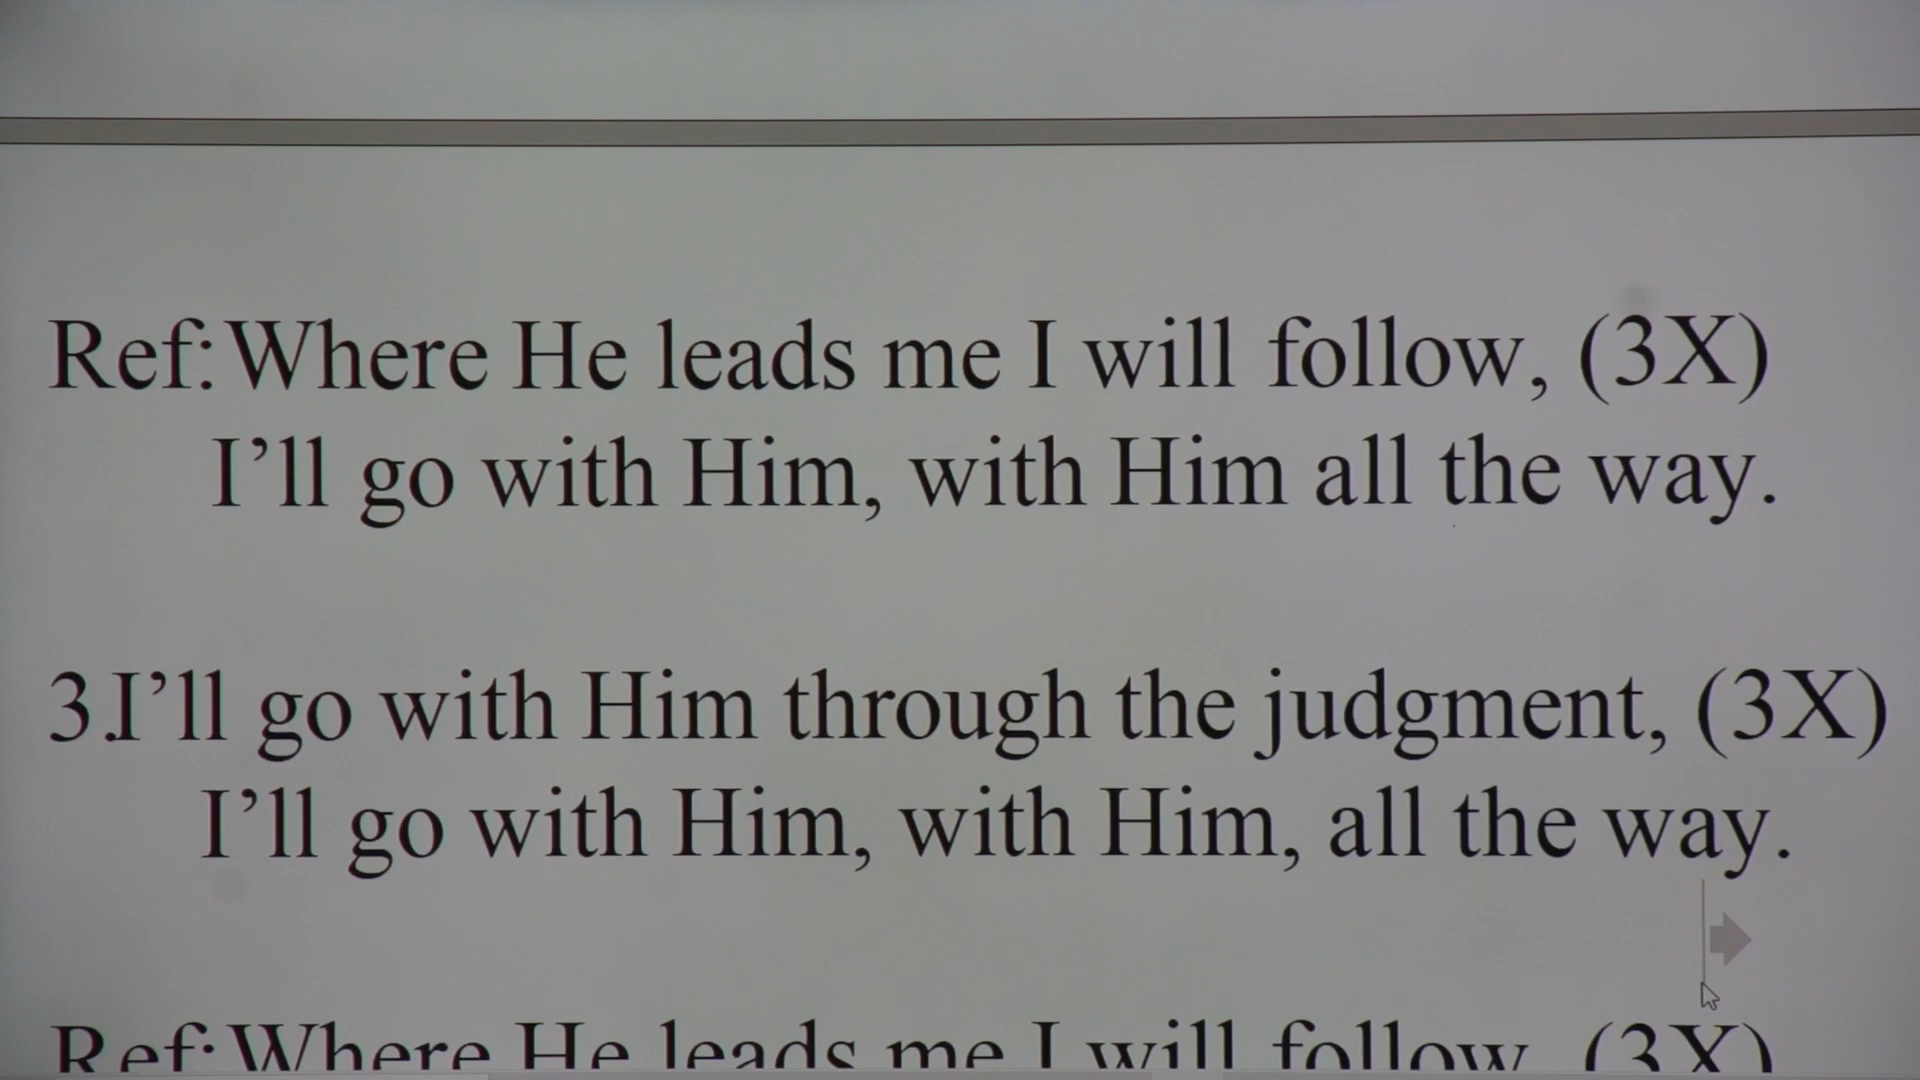 Ref: Where He leads me I will follow, (3X)
I’ll go with Him, with Him all the way.
3.I’ll go with Him through the judgment, (3X)
I’ll go with Him, with Him, all the way.
Ref: Where He leads me I will follow (3X)